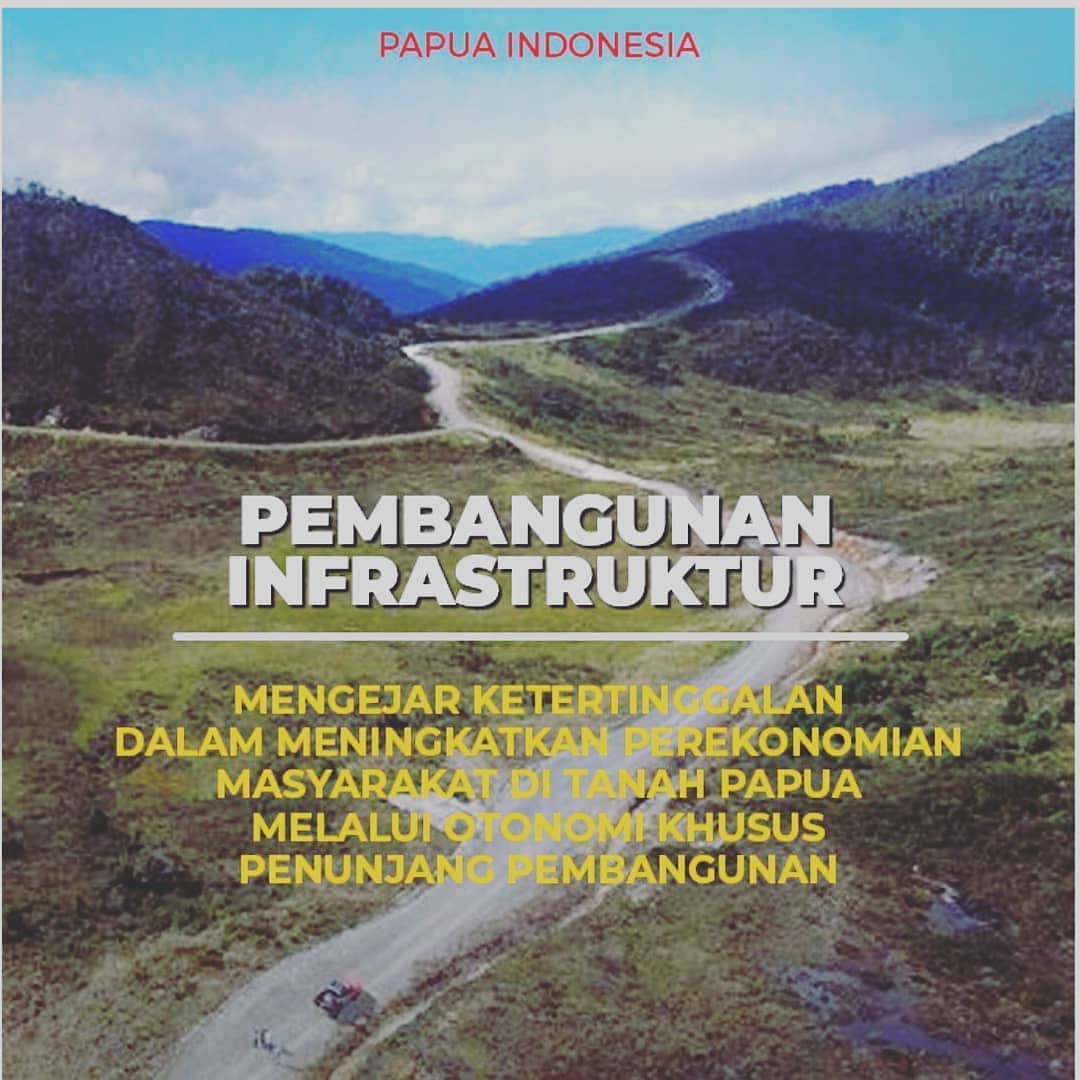 PAPUA INDONESIA
PEMBANGUNAN
INFRASTRUKTUR
MENGEJAR KETERTINGGALAN
DALAM MENINGKATKAN PEREKONOMIAN
MASYARAKAT DI TANAH PAPUA
MELALUI OTONOMI KHUSUS
PENUNJANG PEMBANGUNAN